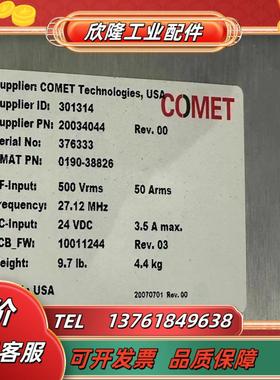 欣隆工业配件
upplier: COMET Technologies, USA
COMET
upplier ID: 301314
upplier PN: 20034044 Rev. 00
erial No: 376333
MAT PN: 0190-38826
F-Input: 500 Vrms 50 Arms
requency: 27.12 MHz
C-Input: 24 VDC 3.5 A max.
CB_FW: 10011244 Rev. 03
eight: 9.7 lb. 4.4 kg
USA 20070701 Rev. 00
价 TEL 13761849638
客服 可开发票 品质保障